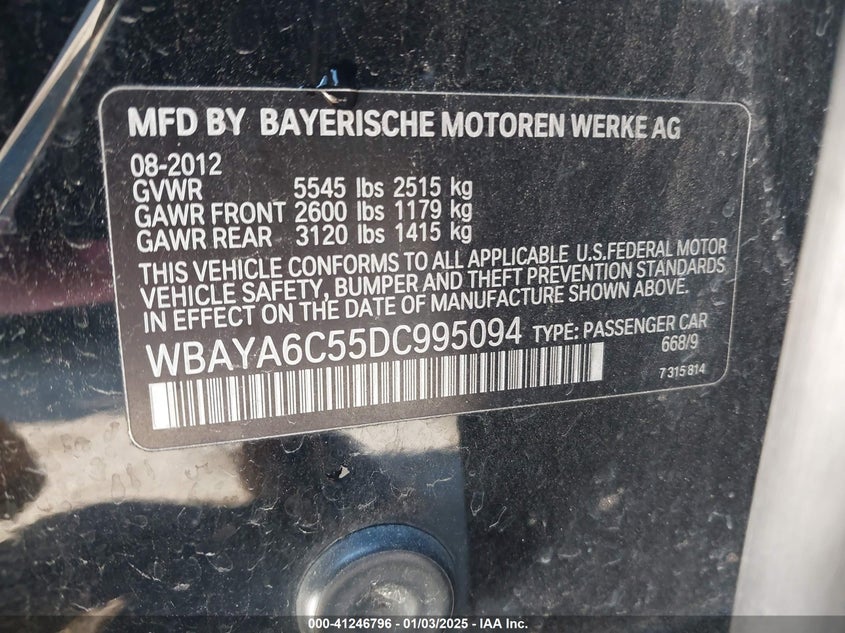 MFD BY BAYERISCHE MOTOREN WERKE AG
08-2012
GVWR 5545 lbs 2515 kg
GAWR FRONT 2600 lbs 1179 kg
GAWR REAR 3120 lbs 1415 kg
THIS VEHICLE CONFORMS TO ALL APPLICABLE U.S.FEDERAL MOTOR
VEHICLE SAFETY, BUMPER AND THEFT PREVENTION STANDARDS
IN EFFECT ON THE DATE OF MANUFACTURE SHOWN ABOVE.
WBAYA6C55DC995094 TYPE: PASSENGER CAR
668/9
7 315 814
000-41246796 - 01/03/2025 - IAA Inc.